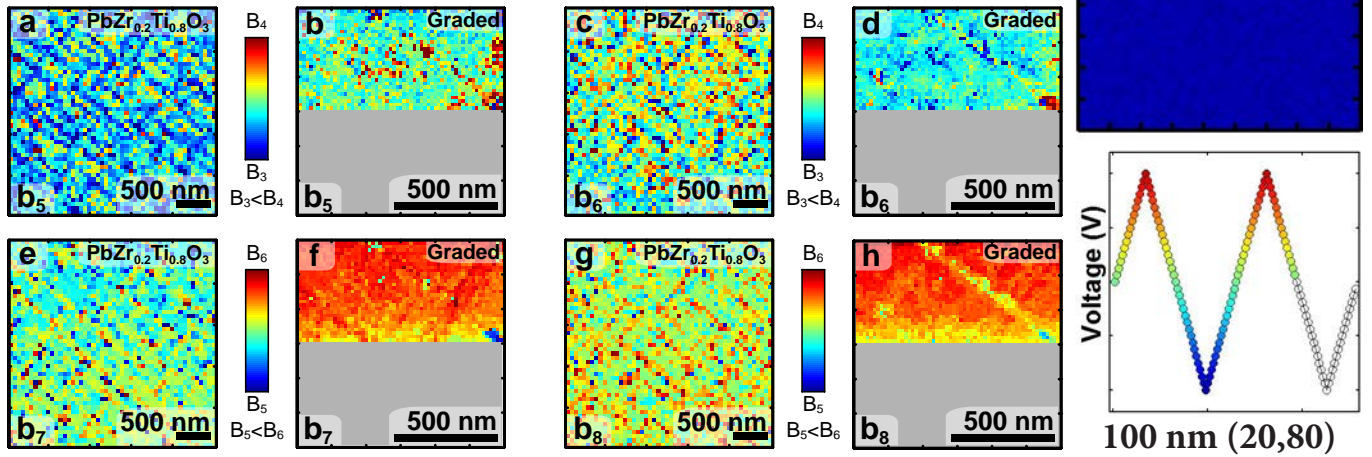 a PbZr0.2Ti0.8O3
b5 500 nm
B4
B3
B3<B4
b Graded
b5 500 nm
c PbZr0.2Ti0.8O3
b6 500 nm
B4
B3
B3<B4
d Graded
b6 500 nm
e PbZr0.2Ti0.8O3
b7 500 nm
B6
B5
B5<B6
f Graded
b7 500 nm
g PbZr0.2Ti0.8O3
b8 500 nm
B6
B5
B5<B6
h Graded
b8 500 nm
Voltage (V)
100 nm (20,80)